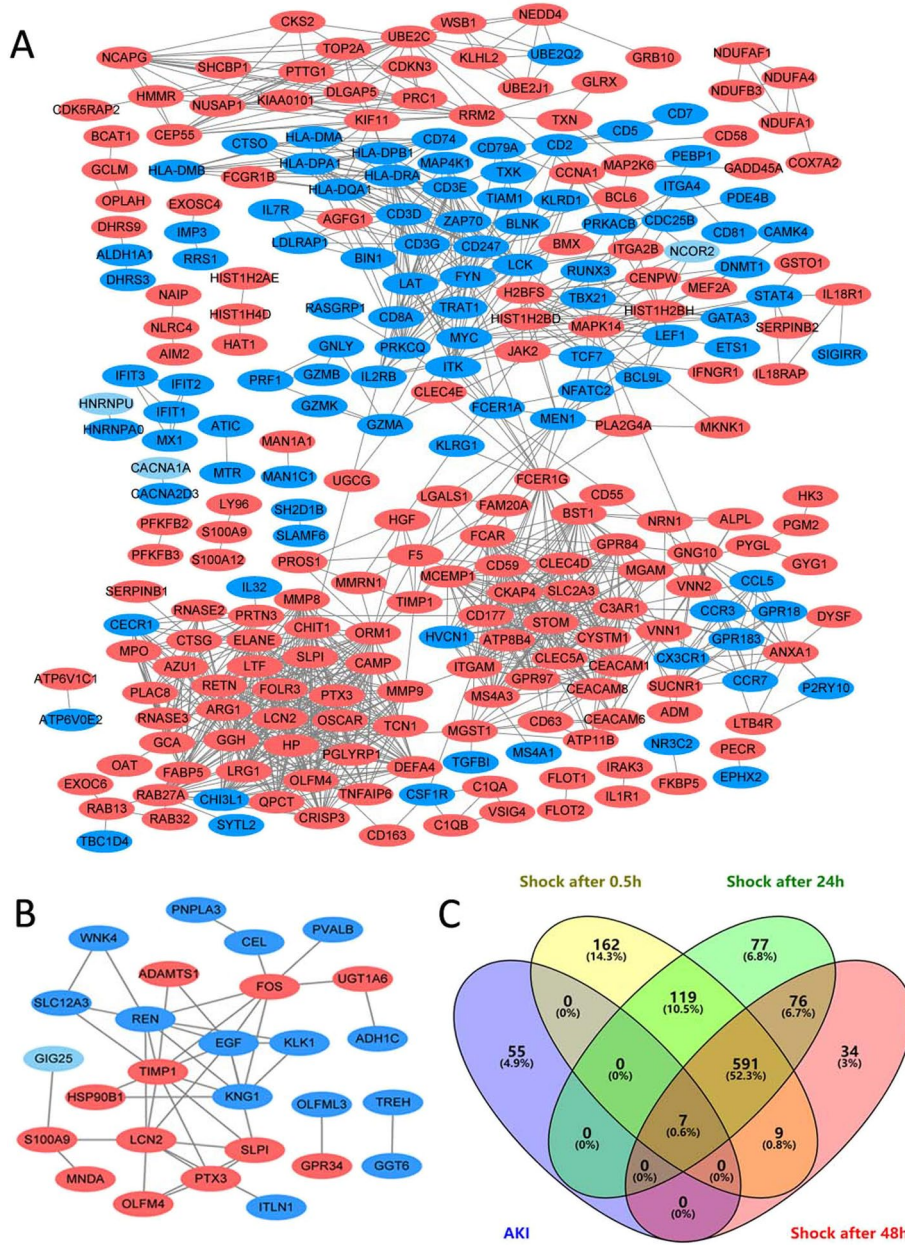 A
CKS2
WSB1
NEDD4
NCAPG
TOP2A
UBE2C
KLHL2
UBE2Q2
GRB10
NDUFAF1
SHCBP1
PTTG1
CDKN3
NDUFA4
HMMR
KIAA0101
DLGAP5
UBE2J1
GLRX
NDUFB3
CDK5RAP2
NUSAP1
PRC1
CEP55
KIF11
RRM2
TXN
NDUFA1
BCAT1
CTSO
HLA-DMA
CD74
CD79A
CD2
CD5
CD7
CD58
COX7A2
GCLM
HLA-DMB
HLA-DPA1
HLA-DPB1
MAP4K1
TXK
CCNA1
MAP2K6
PEBP1
GADD45A
FCGR1B
HLA-DQA1
HLA-DRA
CD3E
TIAM1
KLRD1
BCL6
ITGA4
PDE4B
OPLAH
EXOSC4
IL7R
AGFG1
CD3D
ZAP70
BLNK
PRKACB
CDC25B
DHRS9
IMP3
LDLRAP1
CD3G
CD247
BMX
ITGA2B
CD81
CAMK4
ALDH1A1
RRS1
BIN1
LCK
NCOR2
DHRS3
HIST1H2AE
LAT
FYN
RUNX3
CENPW
DNMT1
GSTO1
NAIP
RASGRP1
H2BFS
TBX21
MEF2A
STAT4
IL18R1
NLRC4
HIST1H4D
CD8A
TRAT1
HIST1H2BD
MAPK14
HIST1H2BH
GATA3
SERPINB2
AIM2
HAT1
GNLY
PRKCQ
MYC
JAK2
TCF7
LEF1
ETS1
SIGIRR
IFIT3
IFIT2
PRF1
GZMB
IL2RB
ITK
NFATC2
BCL9L
IFNGR1
IL18RAP
HNRNPU
IFIT1
GZMK
CLEC4E
FCER1A
HNRNPA0
MX1
ATIC
GZMA
MEN1
PLA2G4A
MKNK1
MAN1A1
KLRG1
CACNA1A
MTR
MAN1C1
UGCG
FCER1G
CACNA2D3
LY96
SH2D1B
LGALS1
FAM20A
CD55
BST1
HK3
PFKFB2
S100A9
SLAMF6
HGF
FCAR
GPR84
NRN1
ALPL
PGM2
PFKFB3
S100A12
PROS1
F5
CD59
CLEC4D
MGAM
GNG10
PYGL
GYG1
SERPINB1
IL32
MMP8
MMRN1
MCEMP1
CKAP4
SLC2A3
VNN2
CCL5
RNASE2
PRTN3
TIMP1
CD177
STOM
C3AR1
CCR3
GPR18
DYSF
CECR1
CTSG
ELANE
CHIT1
ORM1
HVCN1
ATP8B4
CYSTM1
VNN1
GPR183
MPO
AZU1
LTF
SLPI
CAMP
ITGAM
CLEC5A
CEACAM1
CX3CR1
ANXA1
ATP6V1C1
PLAC8
RETN
FOLR3
PTX3
MMP9
MS4A3
GPR97
CEACAM8
SUCNR1
CCR7
P2RY10
ATP6V0E2
RNASE3
ARG1
LCN2
OSCAR
TCN1
CD63
CEACAM6
ADM
LTB4R
GCA
GGH
HP
PGLYRP1
MGST1
ATP11B
OAT
FABP5
LRG1
OLFM4
DEFA4
TGFBI
MS4A1
NR3C2
PECR
EXOC6
RAB27A
CHI3L1
QPCT
TNFAIP6
CSF1R
C1QA
FLOT1
IRAK3
FKBP5
EPHX2
RAB13
RAB32
SYTL2
CRISP3
CD163
C1QB
VSIG4
FLOT2
IL1R1
TBC1D4
B
PNPLA3
WNK4
CEL
PVALB
ADAMTS1
FOS
UGT1A6
SLC12A3
REN
EGF
KLK1
ADH1C
GIG25
TIMP1
HSP90B1
KNG1
OLFML3
TREH
S100A9
LCN2
SLPI
MNDA
PTX3
GPR34
GGT6
OLFM4
ITLN1
C
Shock after 0.5h
Shock after 24h
162
(14.3%)
77
(6.8%)
0
(0%)
119
(10.5%)
76
(6.7%)
55
(4.9%)
0
(0%)
591
(52.3%)
34
(3%)
0
(0%)
7
(0.6%)
9
(0.8%)
0
(0%)
0
(0%)
0
(0%)
AKI
Shock after 48h